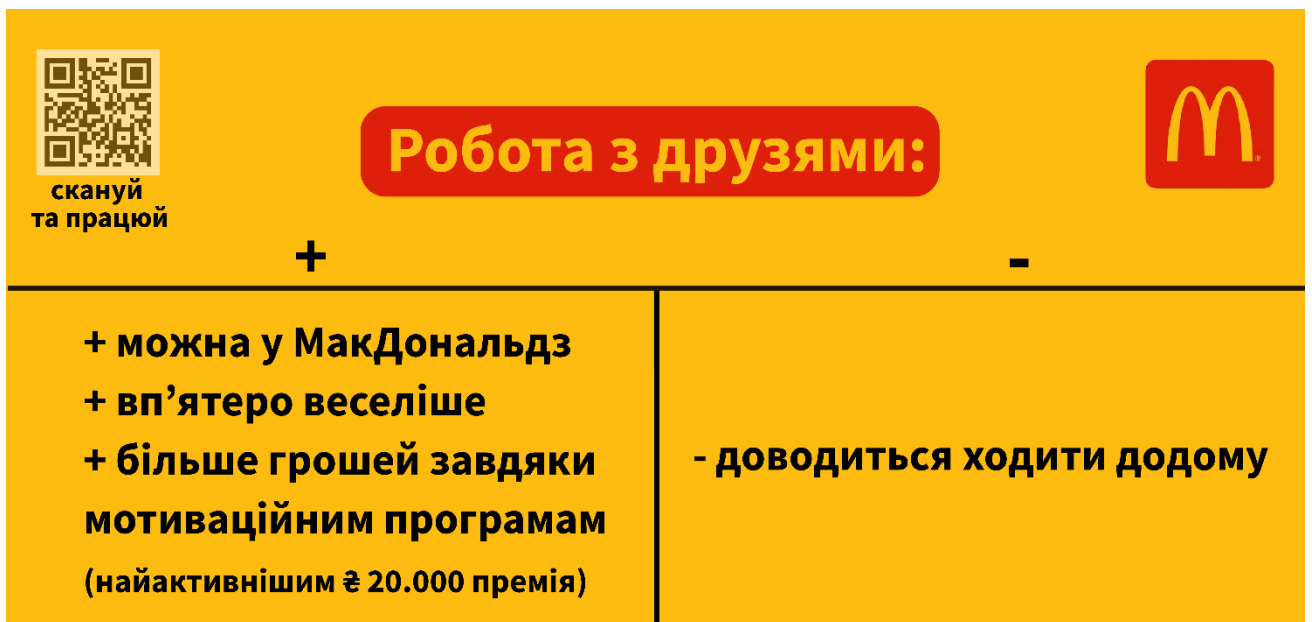 скануй
та працюй
Робота з друзями:
+
-
+ можна у МакДональдз
+ вп’ятеро веселіше
+ більше грошей завдяки
мотиваційним програмам
(найактивнішим ₴ 20.000 премія)
- доводиться ходити додому